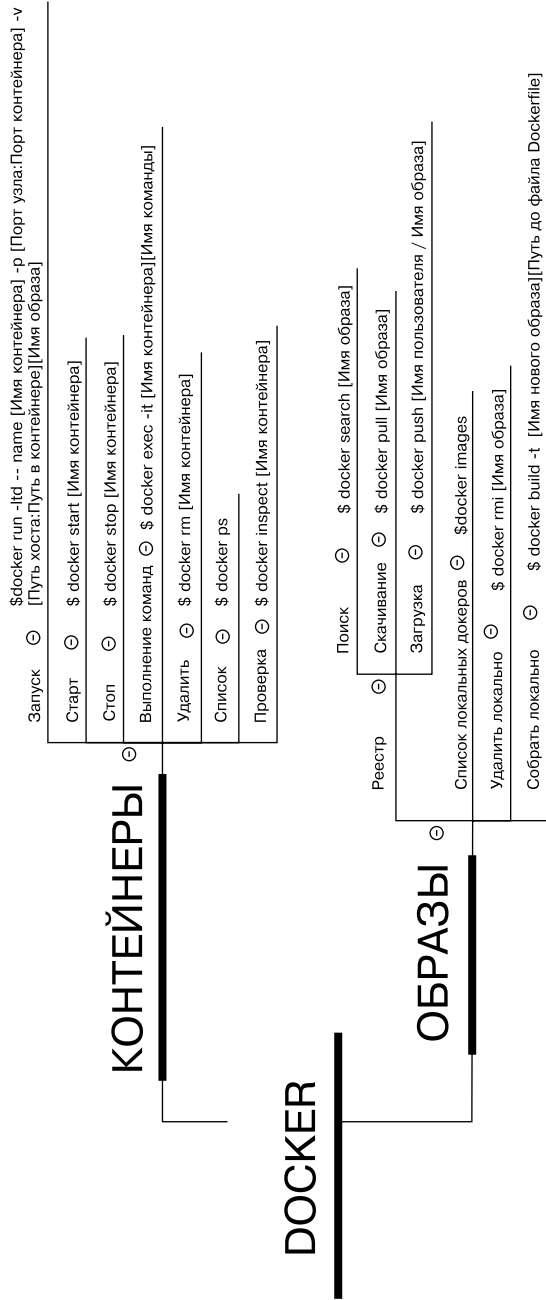 DOCKER
КОНТЕЙНЕРЫ
Запуск
$docker run -ltd -- name [Имя контейнера] -p [Порт узла:Порт контейнера] -v
[Путь хоста:Путь в контейнере][Имя образа]
Старт $ docker start [Имя контейнера]
Стоп $ docker stop [Имя контейнера]
Выполнение команд $ docker exec -it [Имя контейнера][Имя команды]
Удалить $ docker rm [Имя контейнера]
Список $ docker ps
Проверка $ docker inspect [Имя контейнера]
ОБРАЗЫ
Реестр
Поиск $ docker search [Имя образа]
Скачивание $ docker pull [Имя образа]
Загрузка $ docker push [Имя пользователя / Имя образа]
Список локальных докеров $docker images
Удалить локально $ docker rmi [Имя образа]
Собрать локально $ docker build -t [Имя нового образа][Путь до файла Dockerfile]